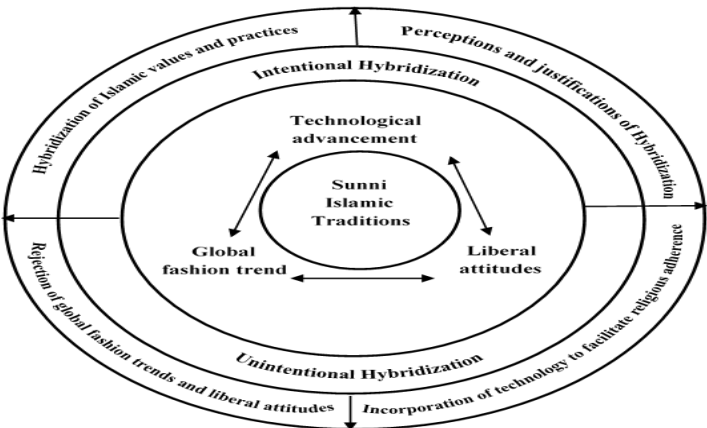 Hybridization of Islamic values and practices
Perceptions and justifications of Hybridization
Intentional Hybridization
Technological
advancement
Sunni
Islamic
Traditions
Global
fashion trend
Liberal
attitudes
Unintentional Hybridization
Rejection of global fashion trends and liberal attitudes
Incorporation of technology to facilitate religious adherence